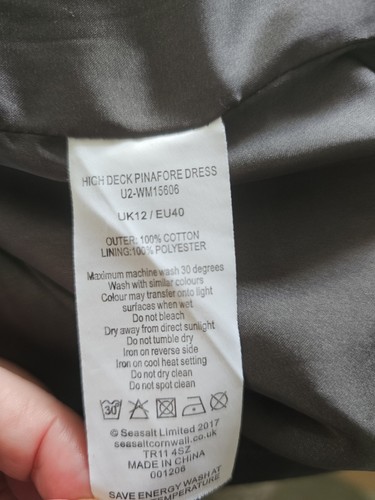 HIGH DECK PINAFORE DRESS
U2-WM15606
UK12 / EU40
OUTER: 100% COTTON
LINING:100% POLYESTER
Maximum machine wash 30 degrees
Wash with similar colours
Colour may transfer onto light
surfaces when wet
Do not bleach
Dry away from direct sunlight
Do not tumble dry
Iron on reverse side
Iron on cool heat setting
Do not dry clean
Do not spot clean
30°
© Seasalt Limited 2017
seasaltcornwall.co.uk
TR11 4SZ
MADE IN CHINA
001206
SAVE ENERGY WASH AT
TEMPERATURE